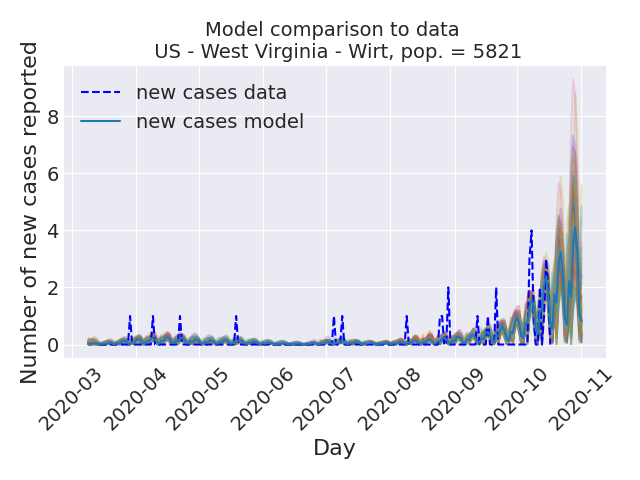 Model comparison to data
US - West Virginia - Wirt, pop. = 5821
Number of new cases reported
8
6
4
2
0
new cases data
new cases model
2020-03
2020-04
2020-05
2020-06
2020-07
2020-08
2020-09
2020-10
2020-11
Day